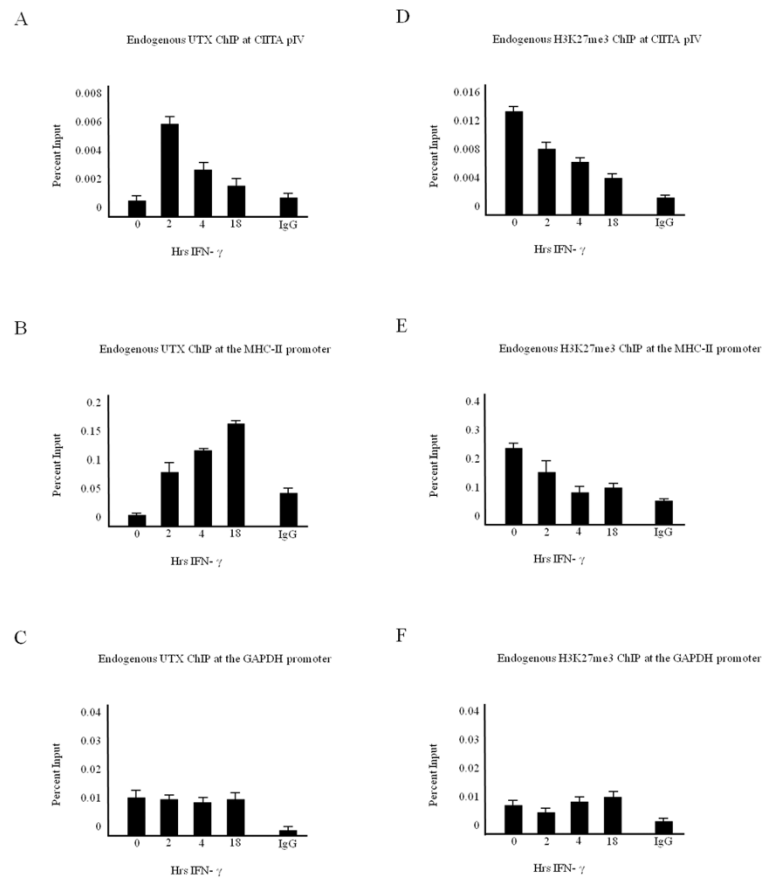 A
Endogenous UTX ChIP at CIITA pIV
0.008
0.006
0.004
0.002
0
Percent Input
0 2 4 18 IgG
Hrs IFN- γ
D
Endogenous H3K27me3 ChIP at CIITA pIV
0.016
0.012
0.008
0.004
0
Percent Input
0 2 4 18 IgG
Hrs IFN- γ
B
Endogenous UTX ChIP at the MHC-II promoter
0.2
0.15
0.1
0.05
0
Percent Input
0 2 4 18 IgG
Hrs IFN- γ
E
Endogenous H3K27me3 ChIP at the MHC-II promoter
0.4
0.3
0.2
0.1
0
Percent Input
0 2 4 18 IgG
Hrs IFN- γ
C
Endogenous UTX ChIP at the GAPDH promoter
0.04
0.03
0.02
0.01
0
Percent Input
0 2 4 18 IgG
Hrs IFN- γ
F
Endogenous H3K27me3 ChIP at the GAPDH promoter
0.04
0.03
0.02
0.01
0
Percent Input
0 2 4 18 IgG
Hrs IFN- γ